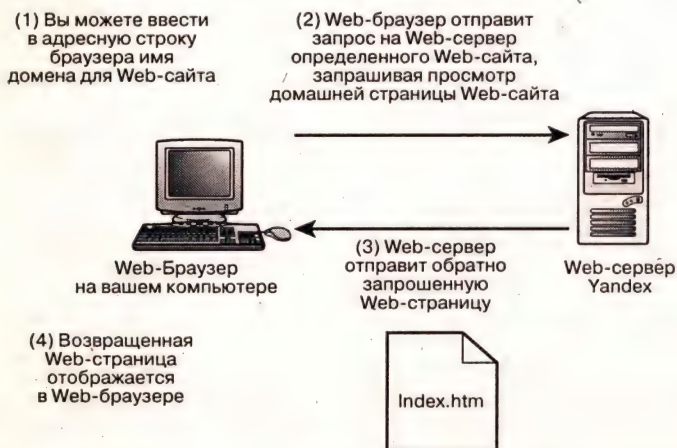 (1) Вы можете ввести
в адресную строку
браузера имя
домена для Web-сайта
(2) Web-браузер отправит
запрос на Web-сервер
определенного Web-сайта,
запрашивая просмотр
домашней страницы Web-сайта
Web-Браузер
на вашем компьютере
(3) Web-сервер
отправит обратно
запрошенную
Web-страницу
Web-сервер
Yandex
(4) Возвращенная
Web-страница
отображается
в Web-браузере
Index.htm